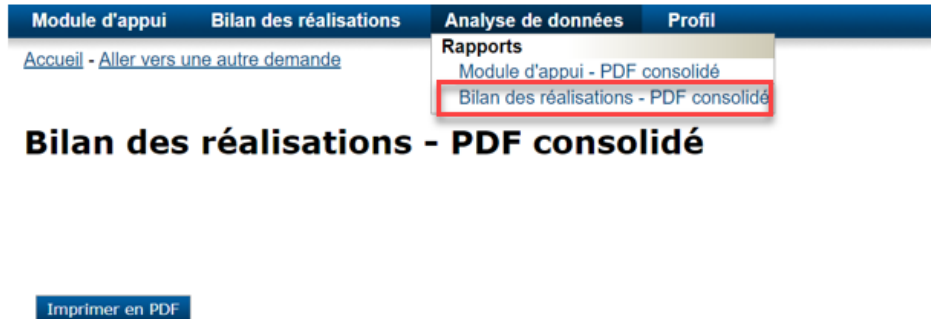 Module d'appui Bilan des réalisations Analyse de données Profil
Accueil - Aller vers une autre demande
Rapports
Module d'appui - PDF consolidé
Bilan des réalisations - PDF consolidé
Bilan des réalisations - PDF consolidé
Imprimer en PDF